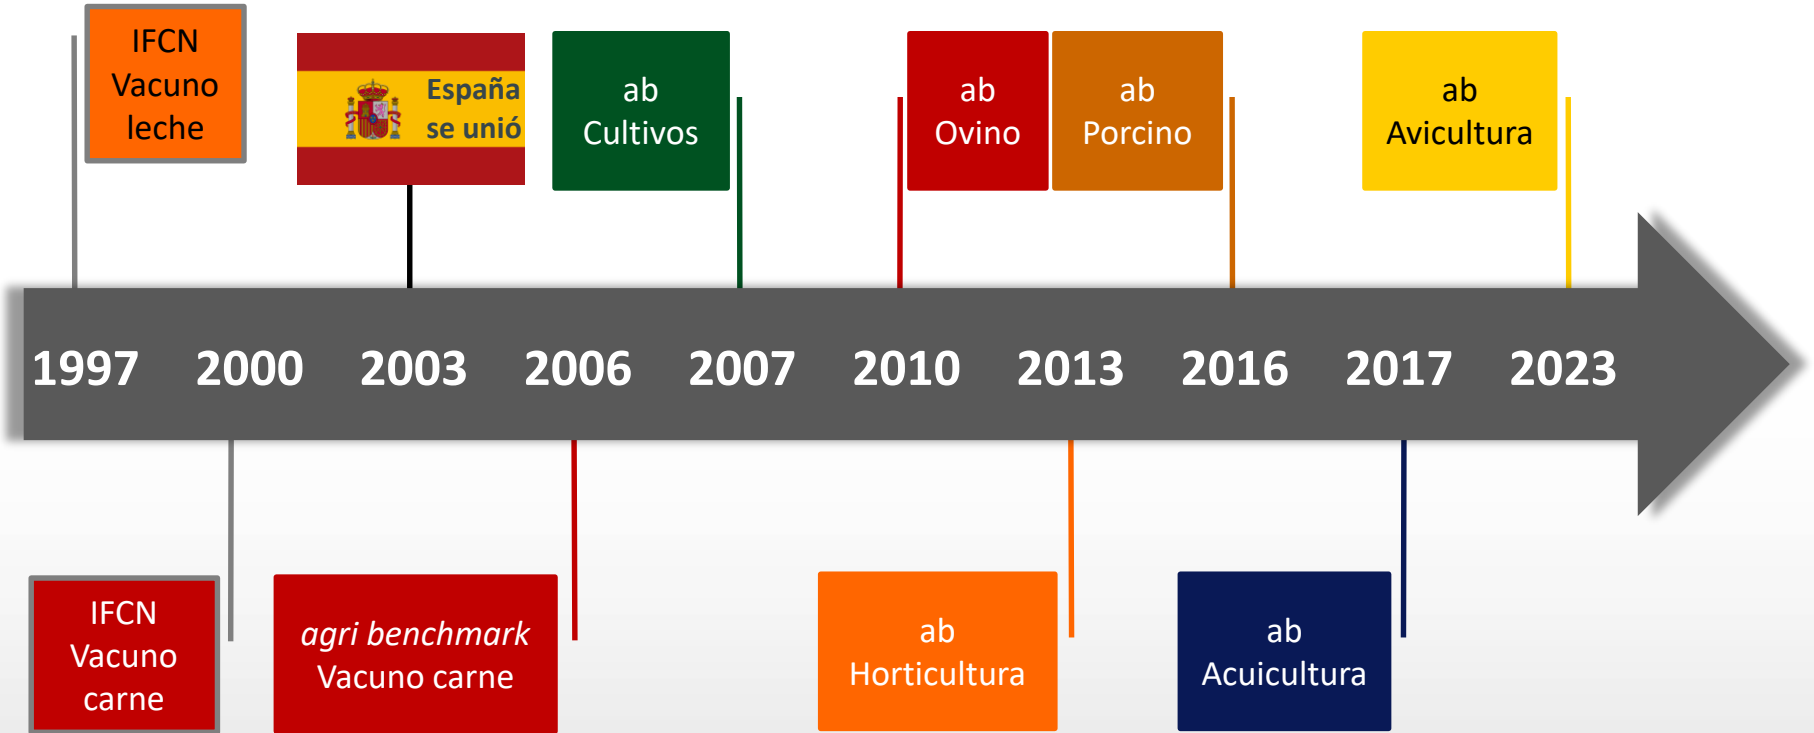 IFCN
Vacuno
leche
España
se unió
ab
Cultivos
ab
Ovino
ab
Porcino
ab
Avicultura
1997 2000 2003 2006 2007 2010 2013 2016 2017 2023
IFCN
Vacuno
carne
agri benchmark
Vacuno carne
ab
Horticultura
ab
Acuicultura